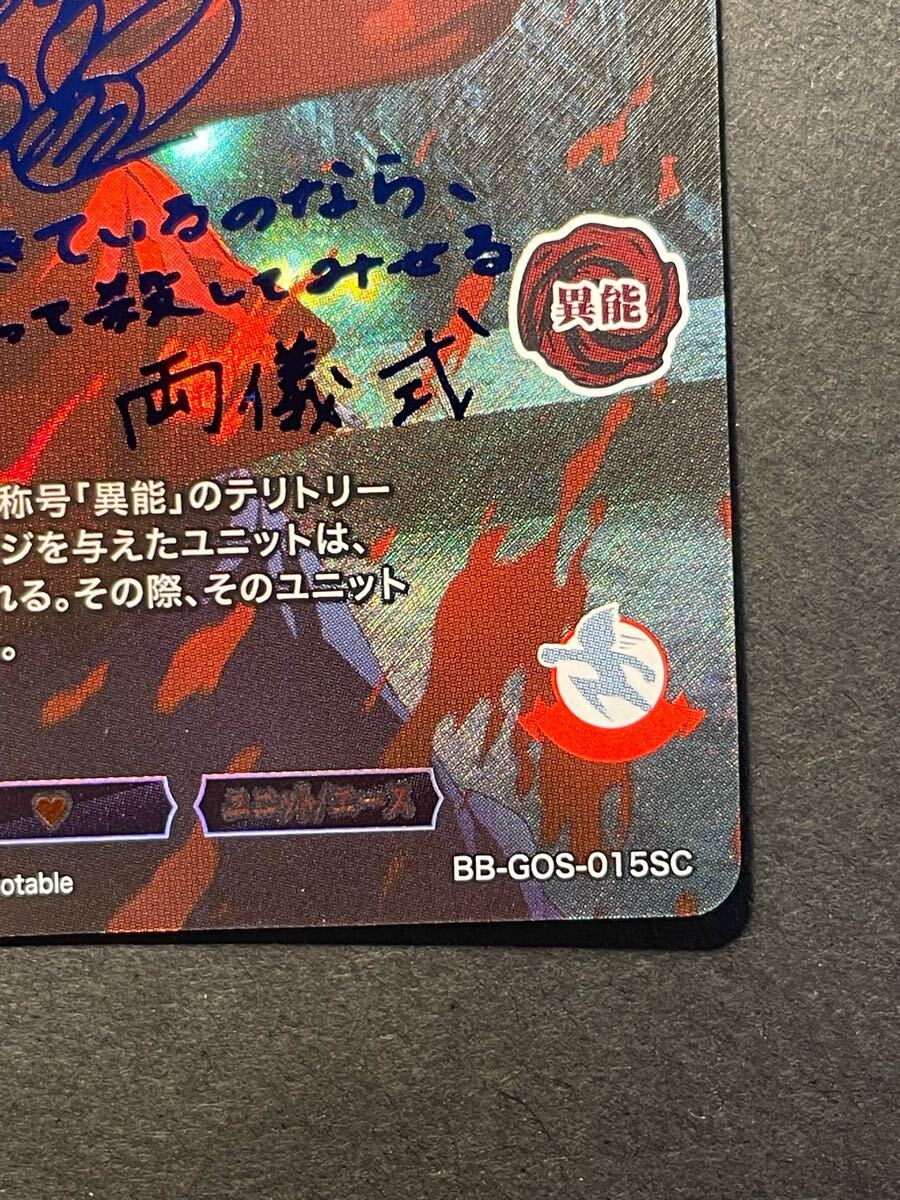 きているのなら、
って殺してみせる
両儀 式
異能
称号「異能」のテリトリー
ジを与えたユニットは、
れる。その際、そのユニット
。
ユニット/エース
otable
BB-GOS-015SC